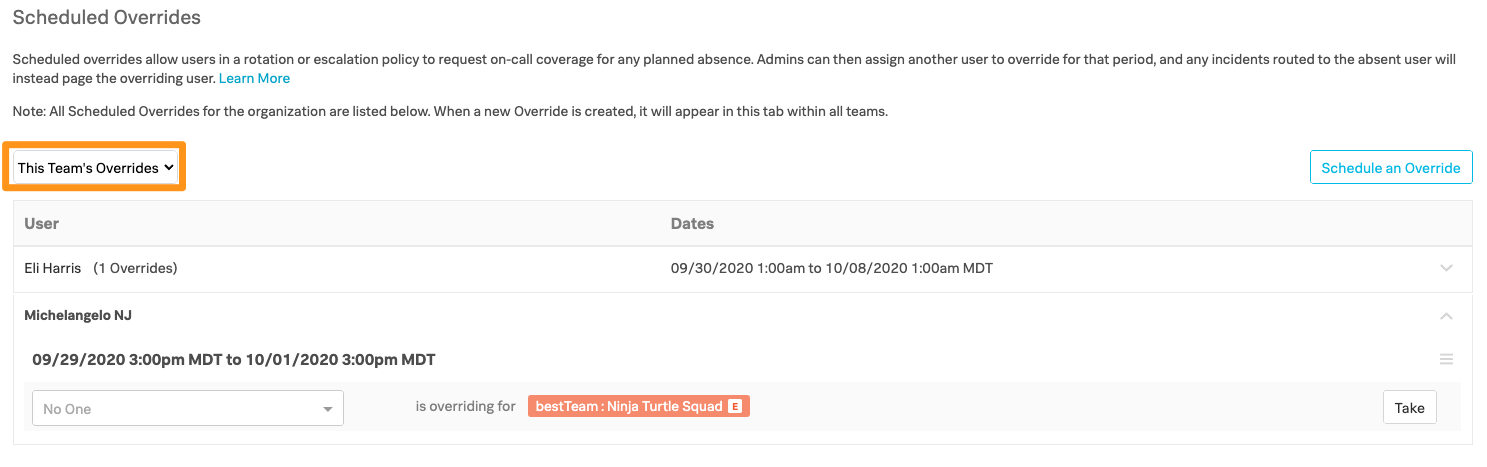 Scheduled Overrides
Scheduled overrides allow users in a rotation or escalation policy to request on-call coverage for any planned absence. Admins can then assign another user to override for that period, and any incidents routed to the absent user will
instead page the overriding user. Learn More
Note: All Scheduled Overrides for the organization are listed below. When a new Override is created, it will appear in this tab within all teams.
This Team's Overrides
Schedule an Override
User Dates
Eli Harris (1 Overrides) 09/30/2020 1:00am to 10/08/2020 1:00am MDT
Michelangelo NJ
09/29/2020 3:00pm MDT to 10/01/2020 3:00pm MDT
No One is overriding for bestTeam : Ninja Turtle Squad E Take